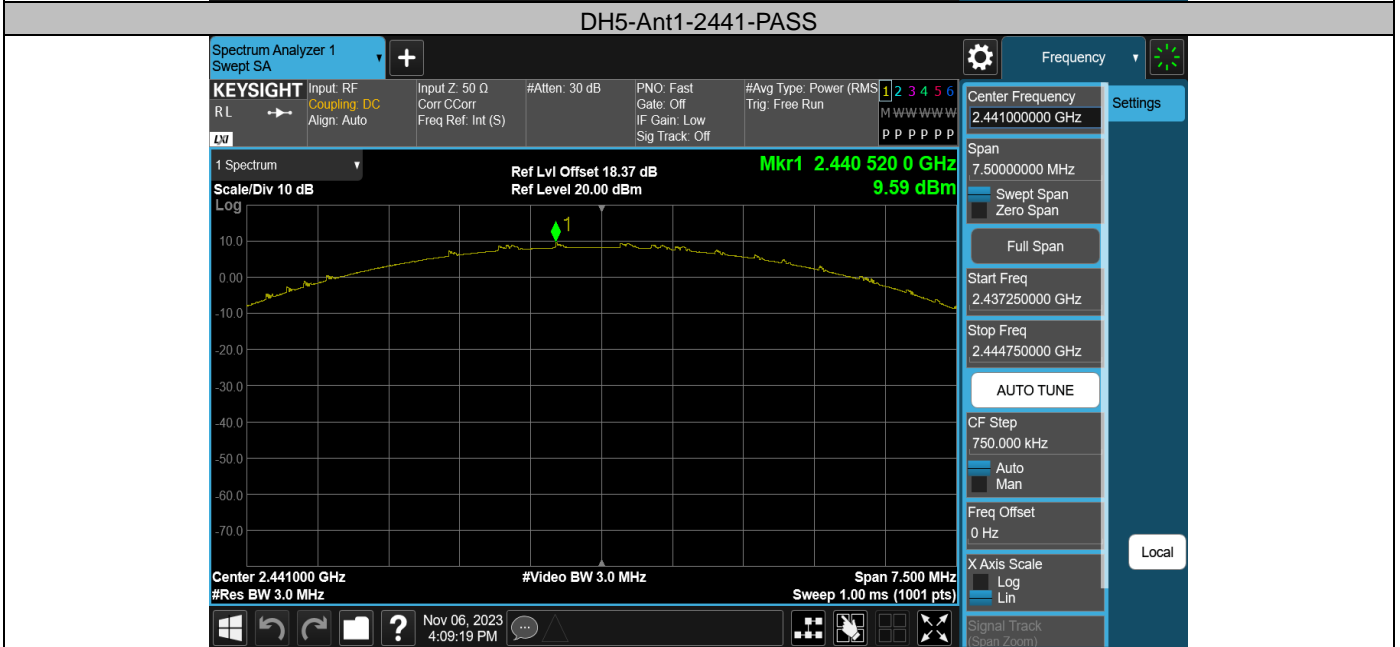 DH5-Ant1-2441-PASS
Spectrum Analyzer 1
Swept SA
Frequency
KEYSIGHT
R L
LXI
Input: RF
Coupling: DC
Align: Auto
Input Z: 50 Ω
Corr CCorr
Freq Ref: Int (S)
#Atten: 30 dB
PNO: Fast
Gate: Off
IF Gain: Low
Sig Track: Off
#Avg Type: Power (RMS
Trig: Free Run
1 2 3 4 5 6
M W W W W W
P P P P P P
Center Frequency
2.441000000 GHz
Settings
1 Spectrum
Scale/Div 10 dB
Log
Ref Lvl Offset 18.37 dB
Ref Level 20.00 dBm
Mkr1 2.440 520 0 GHz
9.59 dBm
1
10.0
0.00
-10.0
-20.0
-30.0
-40.0
-50.0
-60.0
-70.0
Center 2.441000 GHz
#Res BW 3.0 MHz
#Video BW 3.0 MHz
Span 7.500 MHz
Sweep 1.00 ms (1001 pts)
Span
7.50000000 MHz
Swept Span
Zero Span
Full Span
Start Freq
2.437250000 GHz
Stop Freq
2.444750000 GHz
AUTO TUNE
CF Step
750.000 kHz
Auto
Man
Freq Offset
0 Hz
X Axis Scale
Log
Lin
Local
Signal Track
(Span Zoom)
?
Nov 06, 2023
4:09:19 PM